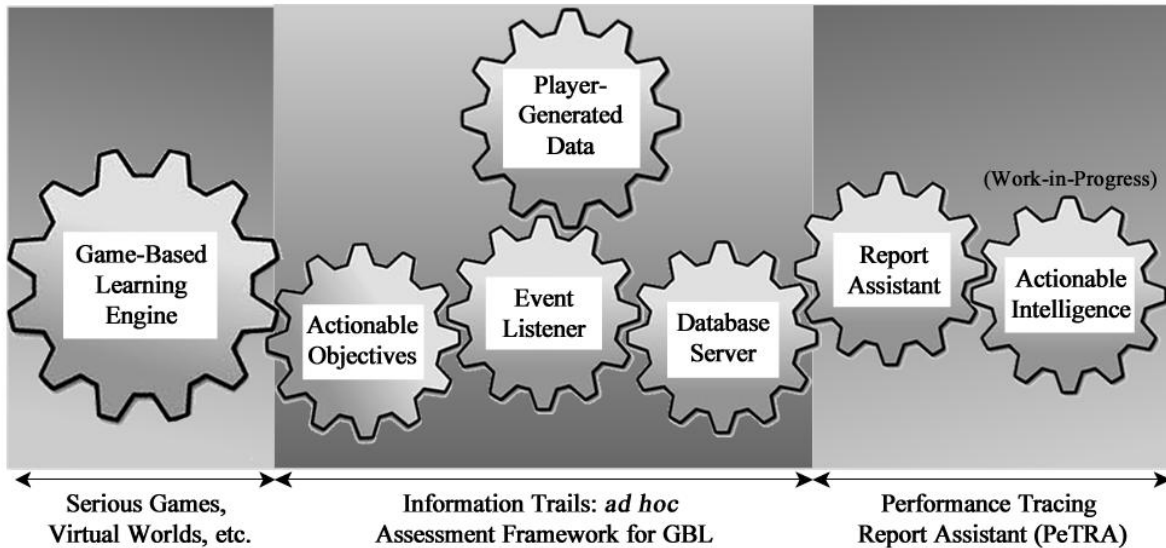 Player-
Generated
Data
(Work-in-Progress)
Game-Based
Learning
Engine
Actionable
Objectives
Event
Listener
Database
Server
Report
Assistant
Actionable
Intelligence
Serious Games,
Virtual Worlds, etc.
Information Trails: ad hoc
Assessment Framework for GBL
Performance Tracing
Report Assistant (PeTRA)